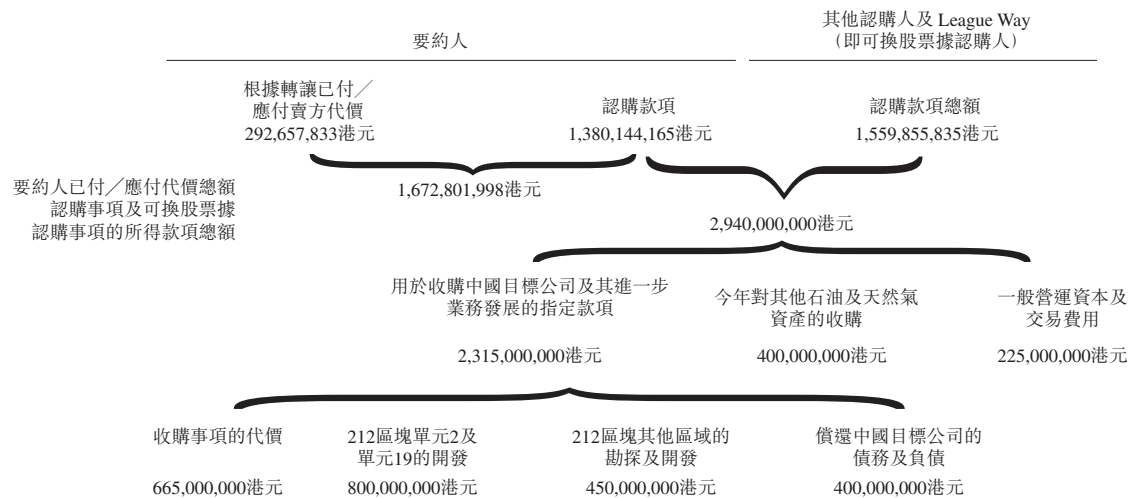 要約人
其他認購人及 League Way
（即可換股票據認購人）
根據轉讓已付／
應付賣方代價
292,657,833港元
認購款項
1,380,144,165港元
認購款項總額
1,559,855,835港元
要約人已付／應付代價總額
認購事項及可換股票據
認購事項的所得款項總額
1,672,801,998港元
2,940,000,000港元
用於收購中國目標公司及其進一步
業務發展的指定款項
2,315,000,000港元
今年對其他石油及天然氣
資產的收購
400,000,000港元
一般營運資本及
交易費用
225,000,000港元
收購事項的代價
665,000,000港元
212區塊單元2及
單元19的開發
800,000,000港元
212區塊其他區域的
勘探及開發
450,000,000港元
償還中國目標公司的
債務及負債
400,000,000港元